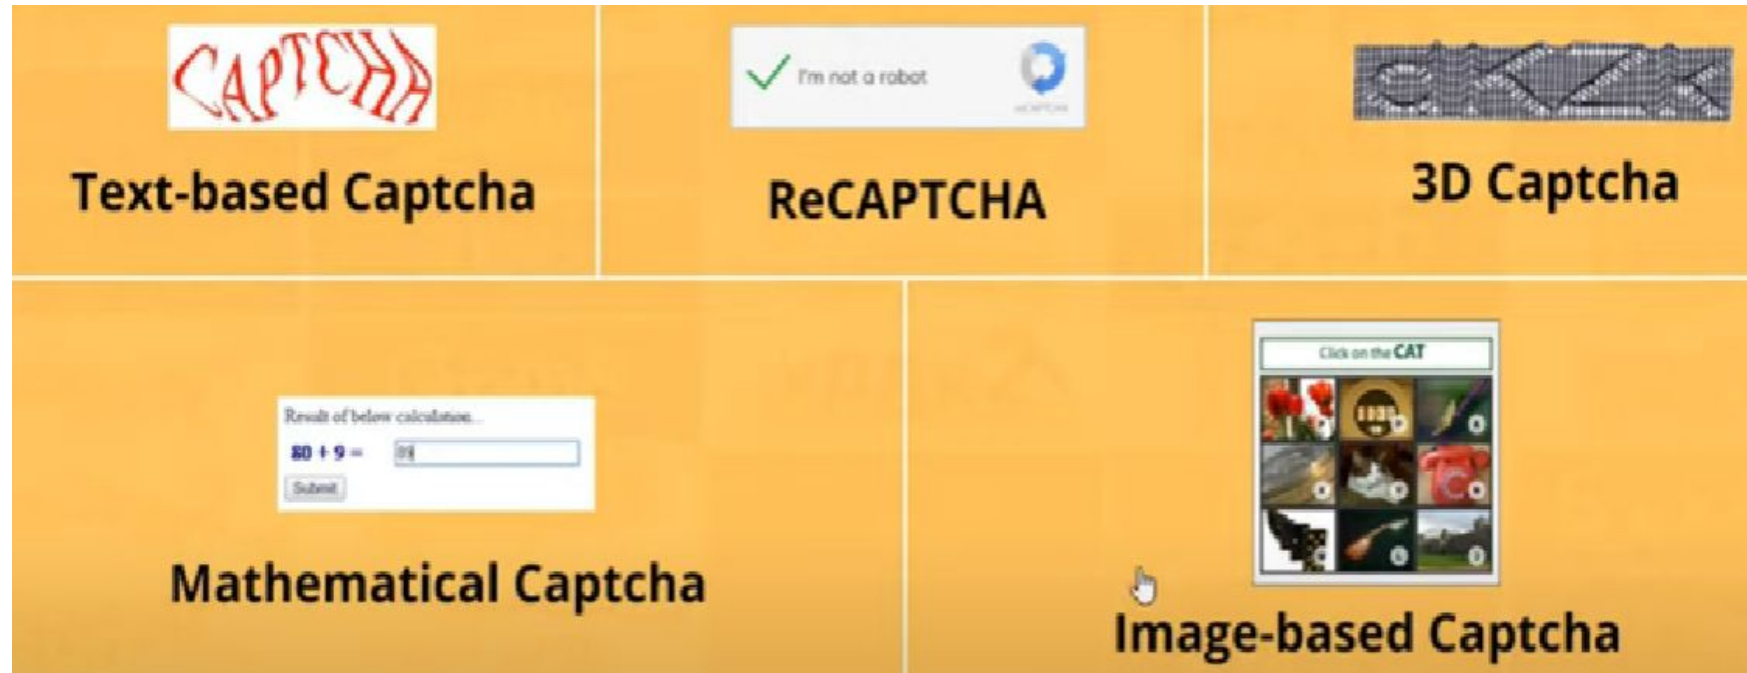 CAPTCHA
Text-based Captcha
I'm not a robot
reCAPTCHA
ReCAPTCHA
3D Captcha
Result of below calculation...
80 + 9 =
89
Submit
Mathematical Captcha
Click on the CAT
Image-based Captcha